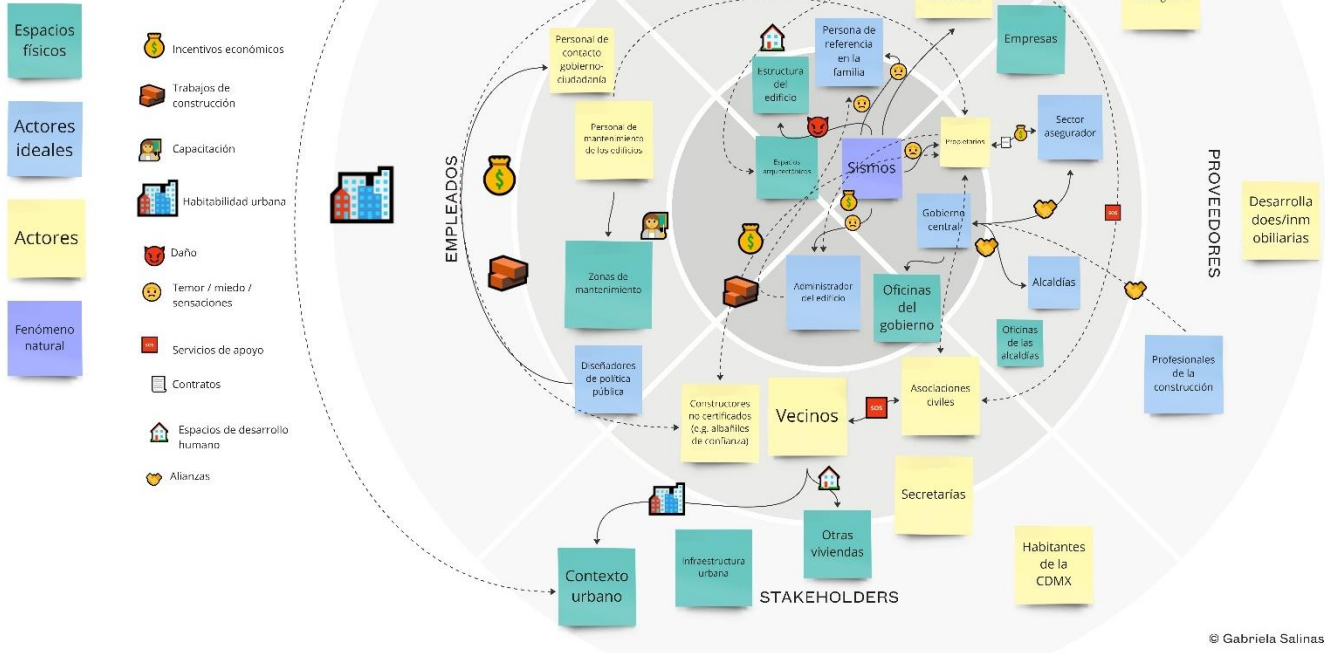 Espacios
físicos
Actores
ideales
Actores
Fenómeno
natural
Incentivos económicos
Trabajos de
construcción
Capacitación
Habitabilidad urbana
Daño
Temor / miedo /
sensaciones
Servicios de apoyo
Contratos
Espacios de desarrollo
humano
Alianzas
EMPLEADOS
Personal de
contacto
gobierno-
ciudadanía
Personal de
mantenimiento
de los edificios
Zonas de
mantenimiento
Diseñadores
de política
pública
Estructura
del
edificio
Persona de
referencia
en la
familia
Espacios
arquitectónicos
Sismos
Propietarios
Empresas
Sector
asegurador
Gobierno
central
Alcaldías
Oficinas
del
gobierno
Oficinas
de las
alcaldías
Administrador
del edificio
Constructores
no certificados
(e.g. albañiles
de confianza)
Vecinos
SOS
Asociaciones
civiles
SOS
Secretarías
Otras
viviendas
Infraestructura
urbana
Contexto
urbano
STAKEHOLDERS
Habitantes
de la
CDMX
Profesionales
de la
construcción
PROVEEDORES
Desarrolla
does/inm
obiliarias
© Gabriela Salinas